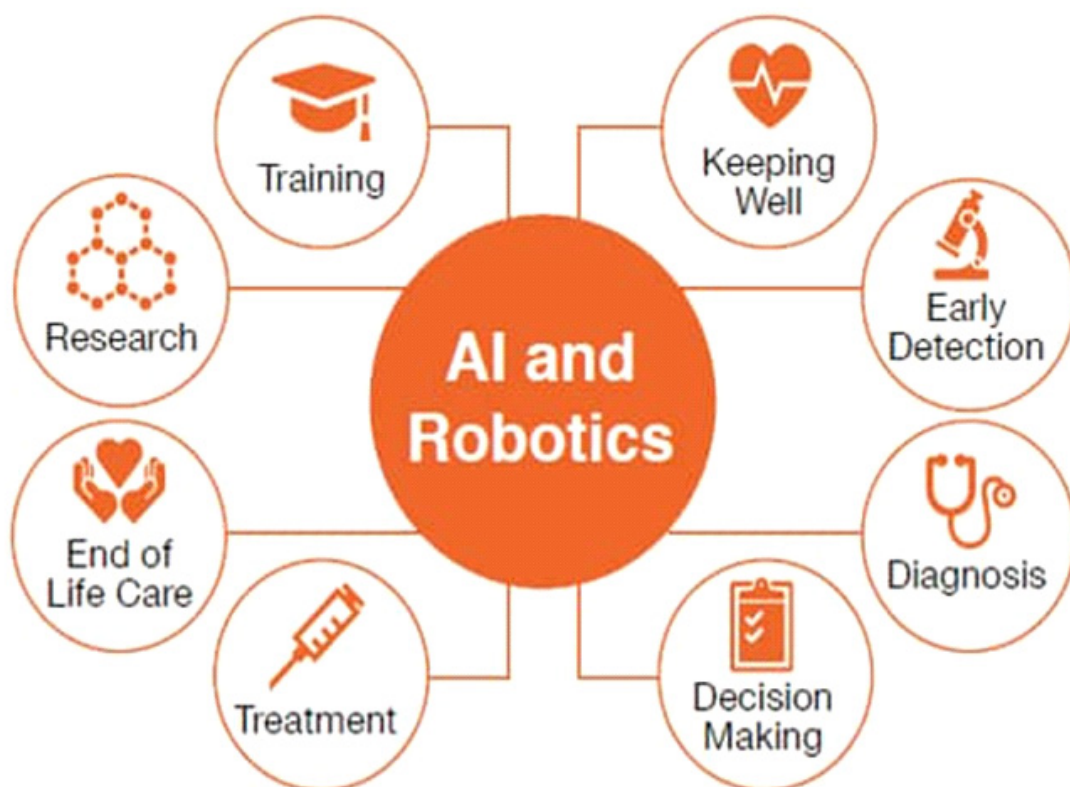 Training
Keeping
Well
Research
Early
Detection
AI and
Robotics
End of
Life Care
Diagnosis
Treatment
Decision
Making